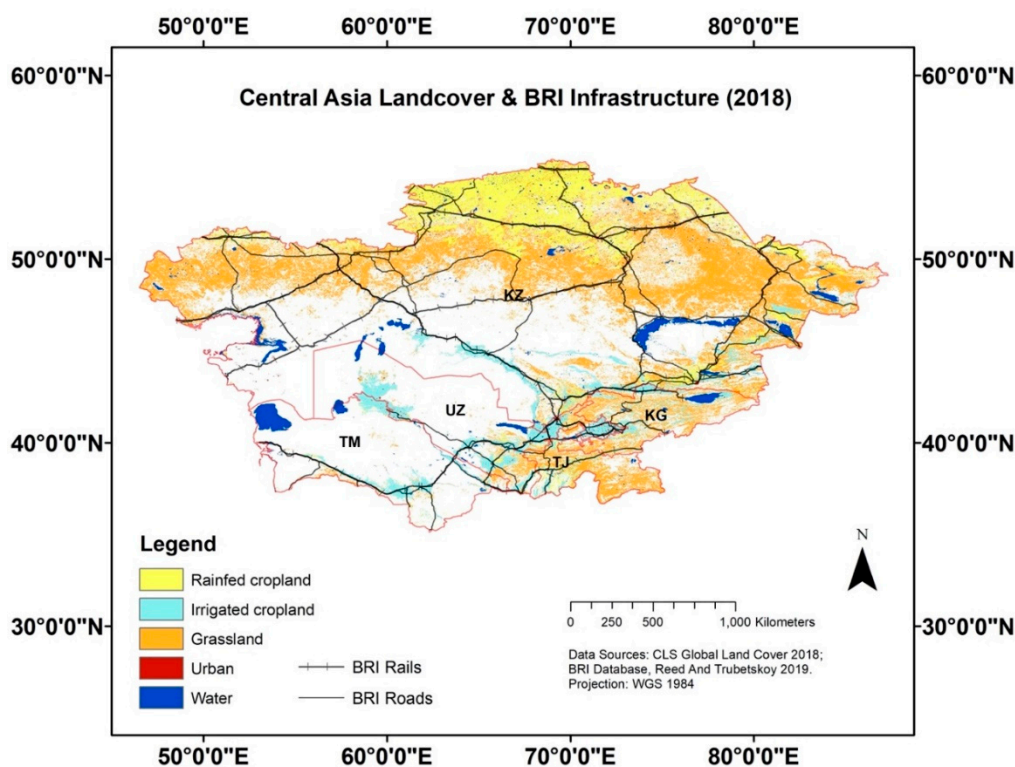 50°0'0"E 60°0'0"E 70°0'0"E 80°0'0"E
60°0'0"N 60°0'0"N
Central Asia Landcover & BRI Infrastructure (2018)
50°0'0"N 50°0'0"N
KZ
UZ
KG
40°0'0"N 40°0'0"N
TM
TJ
Legend
Rainfed cropland
Irrigated cropland
Grassland
Urban
Water
BRI Rails
BRI Roads
N
0 250 500 1,000 Kilometers
30°0'0"N 30°0'0"N
Data Sources: CLS Global Land Cover 2018;
BRI Database, Reed And Trubetskoy 2019.
Projection: WGS 1984
50°0'0"E 60°0'0"E 70°0'0"E 80°0'0"E